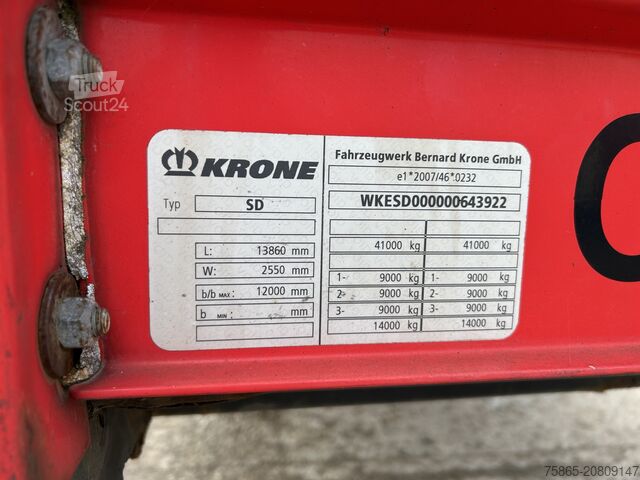 Truck
Scout24
KRONE
Typ SD
L: 13860 mm
W: 2550 mm
b/b MAX: 12000 mm
b MIN: mm
Fahrzeugwerk Bernard Krone GmbH
e1*2007/46*0232
WKESD000000643922
41000 kg 41000 kg
1- 9000 kg 1- 9000 kg
2- 9000 kg 2- 9000 kg
3- 9000 kg 3- 9000 kg
14000 kg 14000 kg
75865-20809147